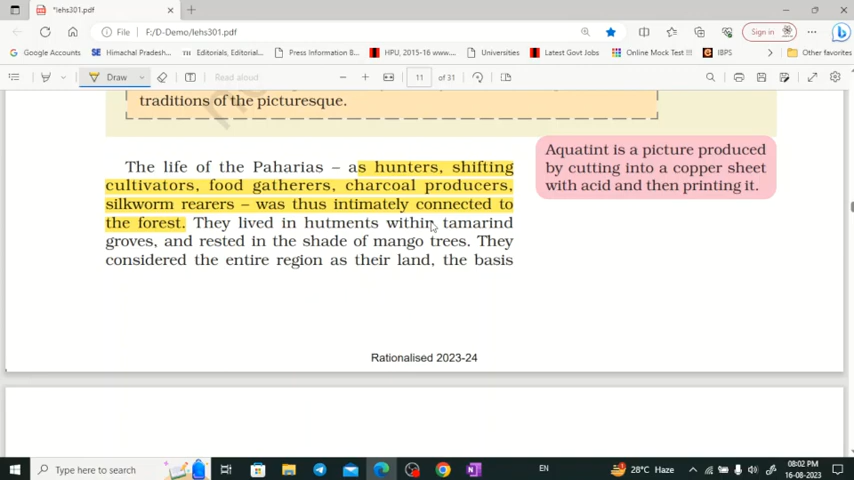 *lehs301.pdf
File
F:/D-Demo/lehs301.pdf
Sign in
Google Accounts
SE Himachal Pradesh...
TH Editorials, Editorial...
Press Information B...
HPU, 2015-16 www....
Universities
Latest Govt Jobs
Online Mock Test
IBPS
Other favorites
Draw
Read aloud
11 of 31
traditions of the picturesque.
The life of the Paharias – as hunters, shifting
cultivators, food gatherers, charcoal producers,
silkworm rearers – was thus intimately connected to
the forest. They lived in hutments within tamarind
groves, and rested in the shade of mango trees. They
considered the entire region as their land, the basis
Aquatint is a picture produced
by cutting into a copper sheet
with acid and then printing it.
Rationalised 2023-24
Type here to search
EN
28°C Haze
08:02 PM
16-08-2023